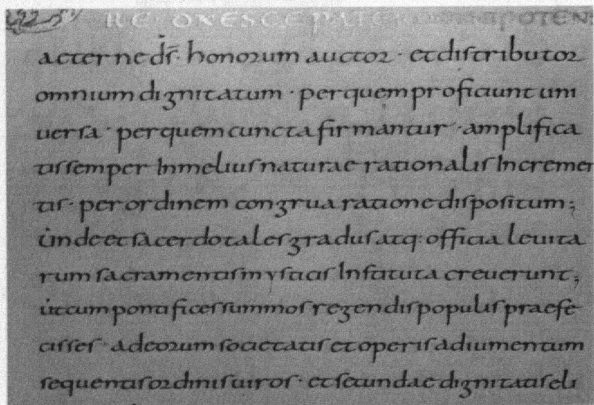 RE DNE SCE PATER OMNIPOTENS
aeterne d̄s̄· honorum auctor· et distributor
omnium dignitatum· per quem proficiunt uni
uersa· per quem cuncta firmantur· amplifica
tis semper In melius naturae rationalis Incremen
tis· per ordinem congrua ratione dispositum;
Unde et sacerdotales gradus atq· officia leuita
rum sacramentis mysticis Instituta creuerunt;
ut cum pontifices summos regendis populis praefe
cisses· ad eorum societatis et operis adiumentum
sequentis ordinis uiros· et secundae dignitatis eli